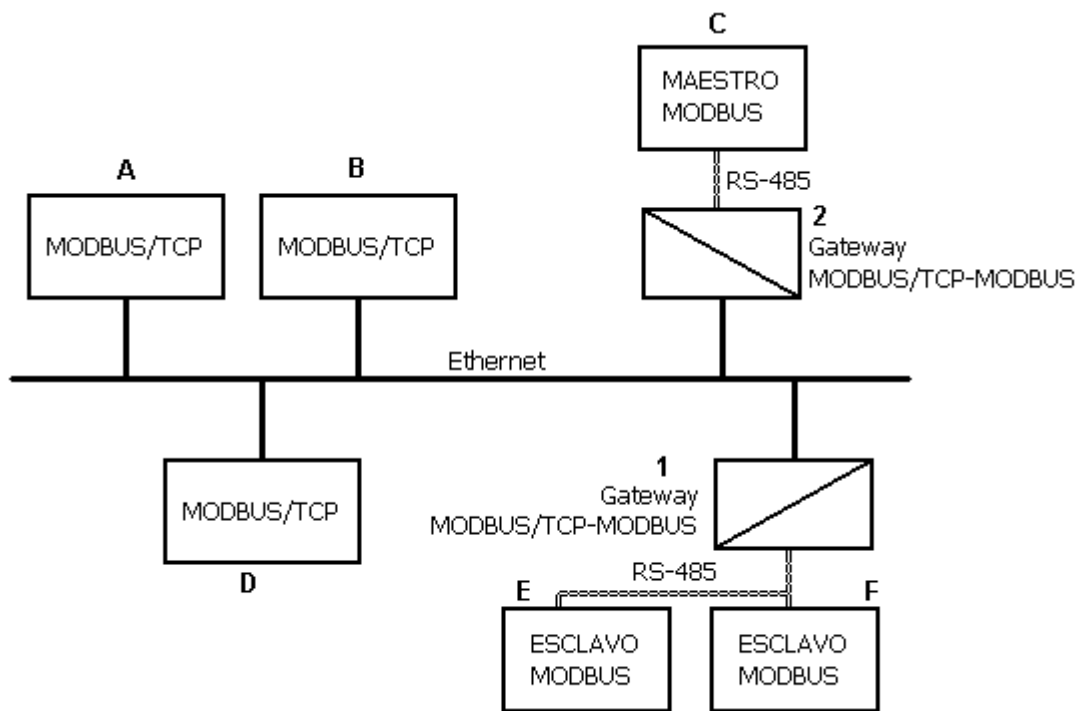 C
MAESTRO
MODBUS
RS-485
A
B
MODBUS/TCP
MODBUS/TCP
2
Gateway
MODBUS/TCP-MODBUS
Ethernet
MODBUS/TCP
D
1
Gateway
MODBUS/TCP-MODBUS
RS-485
E
F
ESCLAVO
MODBUS
ESCLAVO
MODBUS